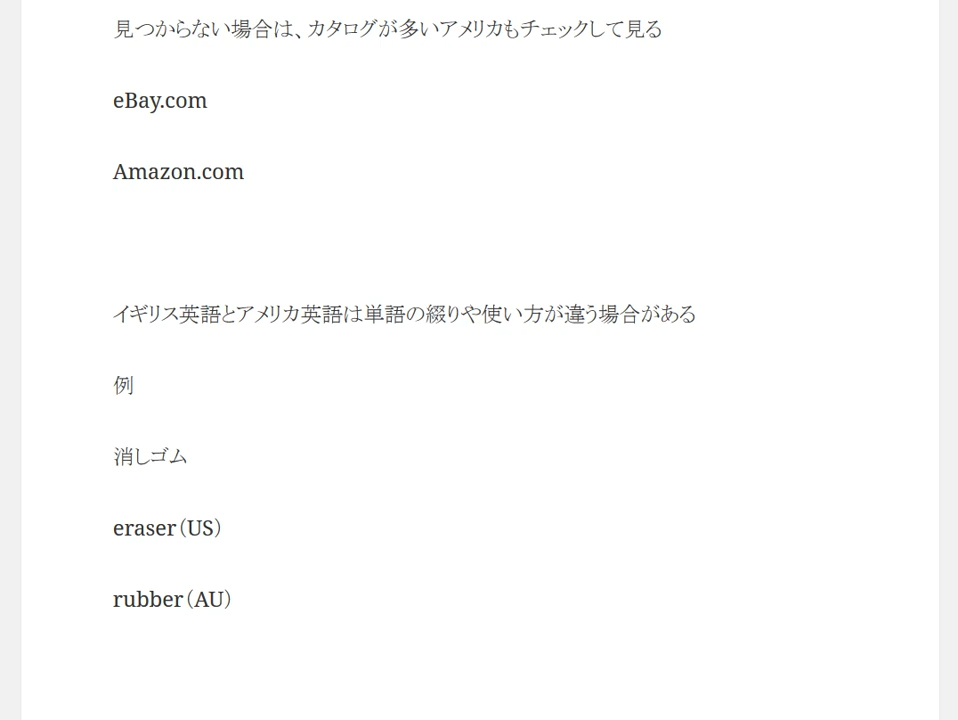 見つからない場合は、カタログが多いアメリカもチェックして見る
eBay.com
Amazon.com
イギリス英語とアメリカ英語は単語の綴りや使い方が違う場合がある
例
消しゴム
eraser（US）
rubber（AU）